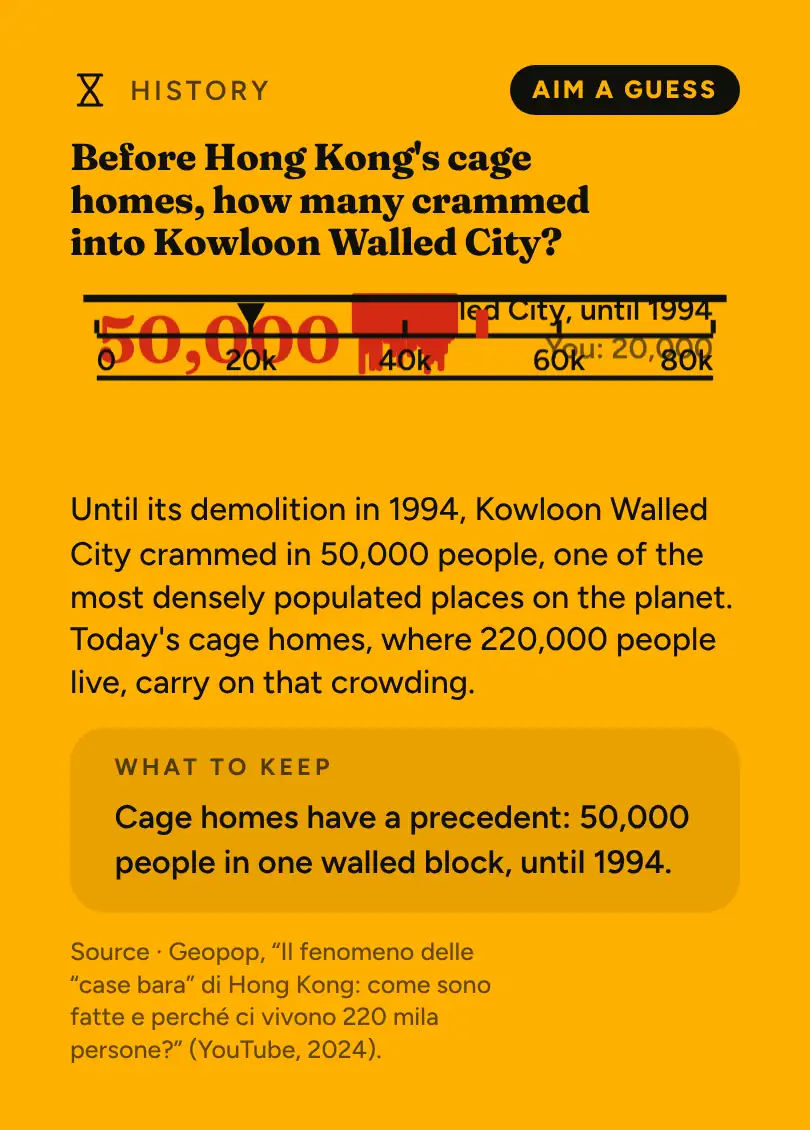 HISTORY
AIM A GUESS
Before Hong Kong's cage
homes, how many crammed
into Kowloon Walled City?
50,000
led City, until 1994
You: 20,000
0 20k 40k 60k 80k
Until its demolition in 1994, Kowloon Walled
City crammed in 50,000 people, one of the
most densely populated places on the planet.
Today's cage homes, where 220,000 people
live, carry on that crowding.
WHAT TO KEEP
Cage homes have a precedent: 50,000
people in one walled block, until 1994.
Source · Geopop, “Il fenomeno delle
“case bara” di Hong Kong: come sono
fatte e perché ci vivono 220 mila
persone?” (YouTube, 2024).